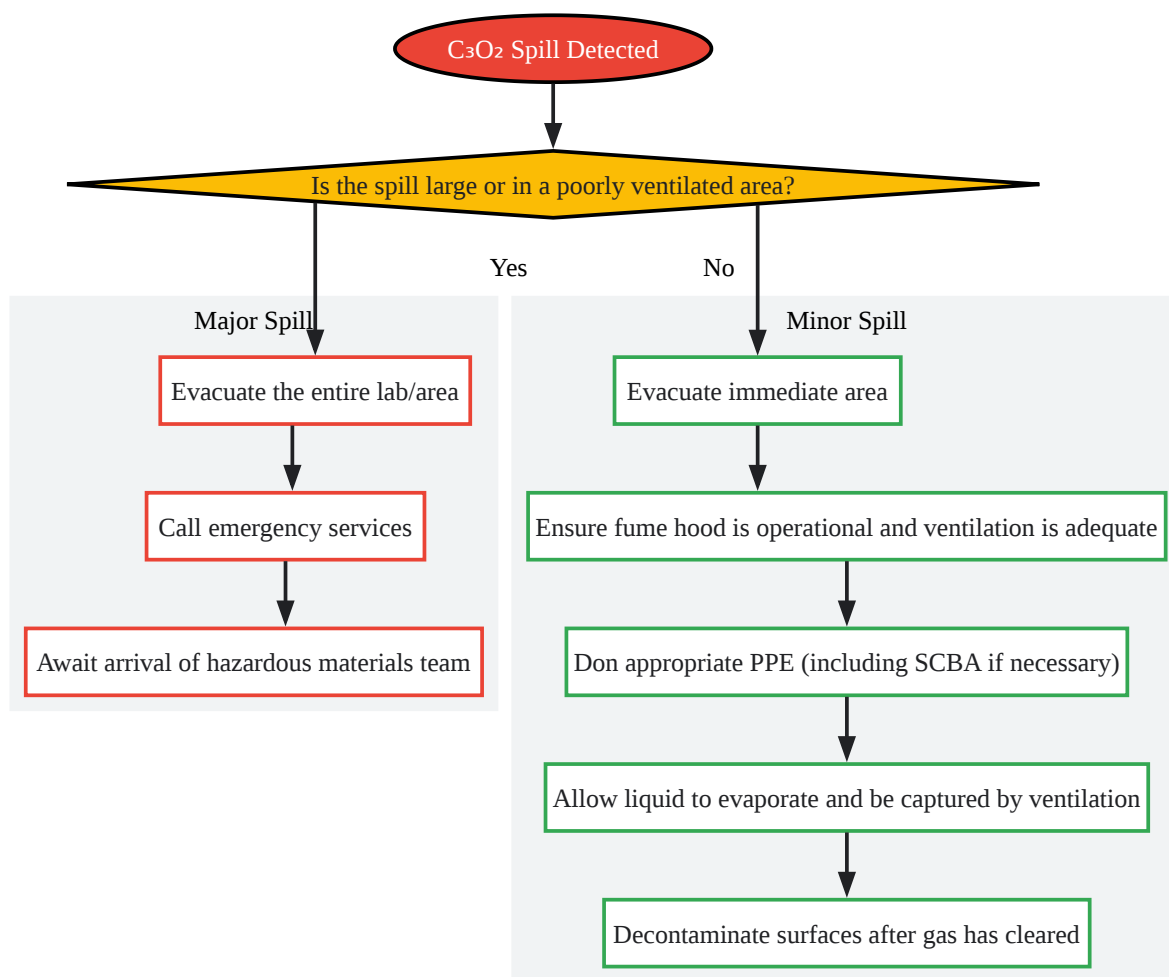 C₃O₂ Spill Detected
Is the spill large or in a poorly ventilated area?
Yes
No
Major Spill
Evacuate the entire lab/area
Call emergency services
Await arrival of hazardous materials team
Minor Spill
Evacuate immediate area
Ensure fume hood is operational and ventilation is adequate
Don appropriate PPE (including SCBA if necessary)
Allow liquid to evaporate and be captured by ventilation
Decontaminate surfaces after gas has cleared